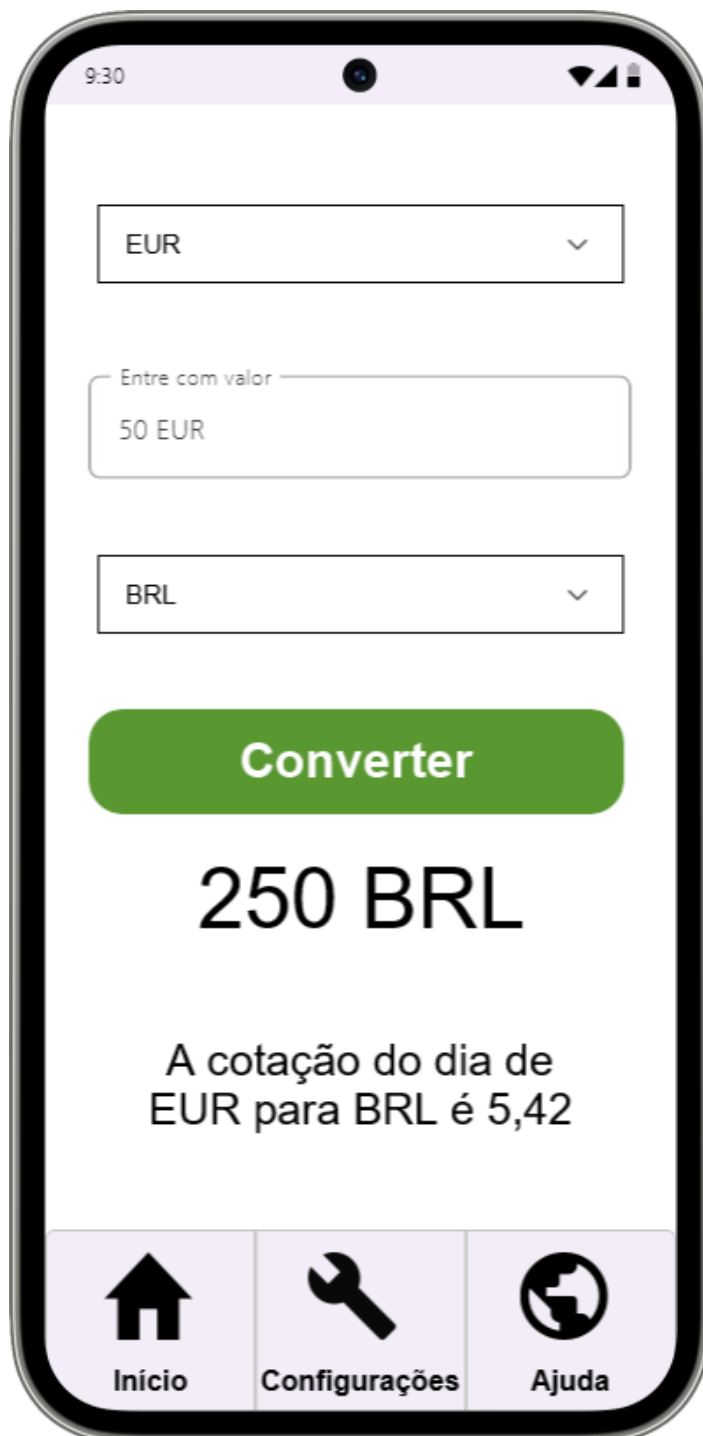 9:30
EUR
Entre com valor
50 EUR
BRL
Converter
250 BRL
A cotação do dia de
EUR para BRL é 5,42
Início
Configurações
Ajuda